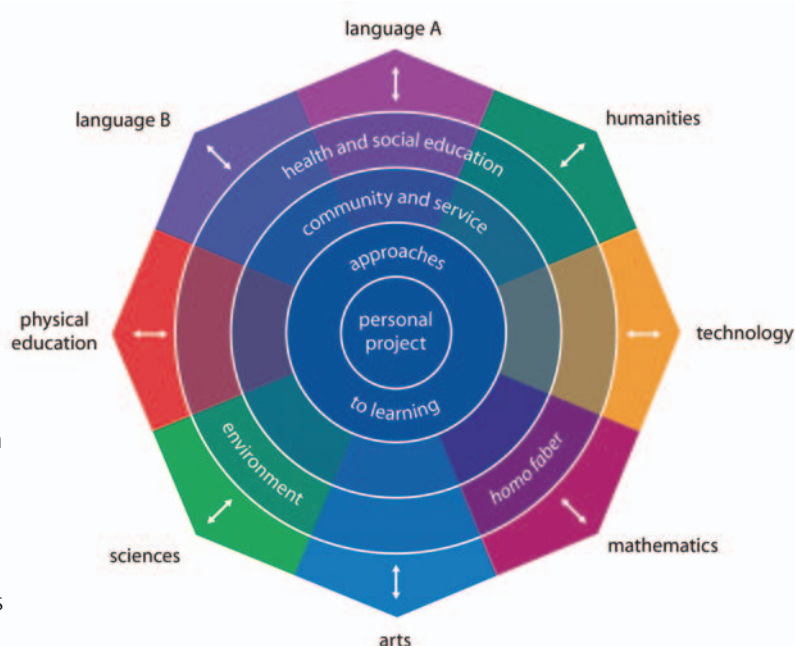 language A
language B
humanities
health and social education
community and service
approaches
personal
project
to learning
physical
education
technology
environment
homo faber
sciences
mathematics
arts